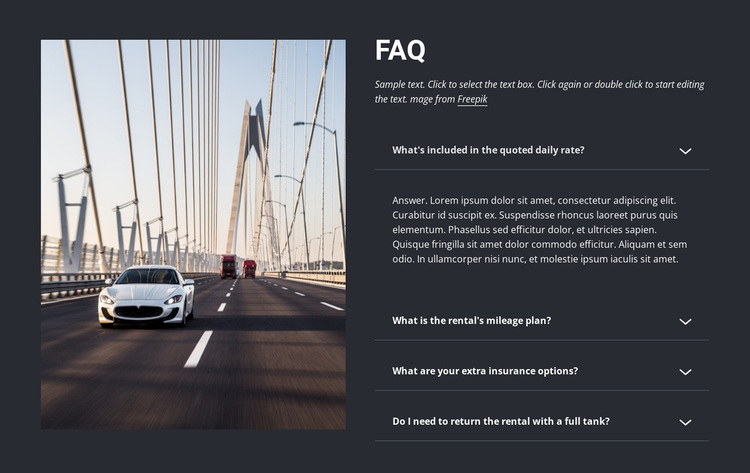 FAQ
Sample text. Click to select the text box. Click again or double click to start editing
the text. mage from Freepik
What's included in the quoted daily rate?
Answer. Lorem ipsum dolor sit amet, consectetur adipiscing elit.
Curabitur id suscipit ex. Suspendisse rhoncus laoreet purus quis
elementum. Phasellus sed efficitur dolor, et ultricies sapien.
Quisque fringilla sit amet dolor commodo efficitur. Aliquam et sem
odio. In ullamcorper nisi nunc, et molestie ipsum iaculis sit amet.
What is the rental's mileage plan?
What are your extra insurance options?
Do I need to return the rental with a full tank?